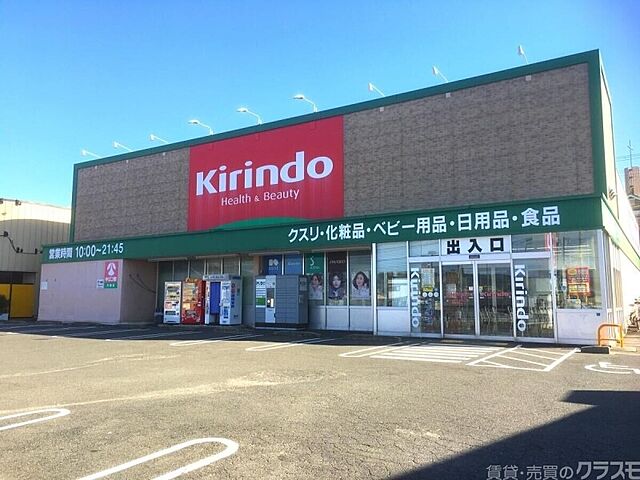 Kirindo
Health & Beauty
クスリ・化粧品・ベビー用品・日用品・食品
営業時間 10:00〜21:45
出入口
Kirindo
Kirindo
Kirindo
賃貸・売買のクラスモ